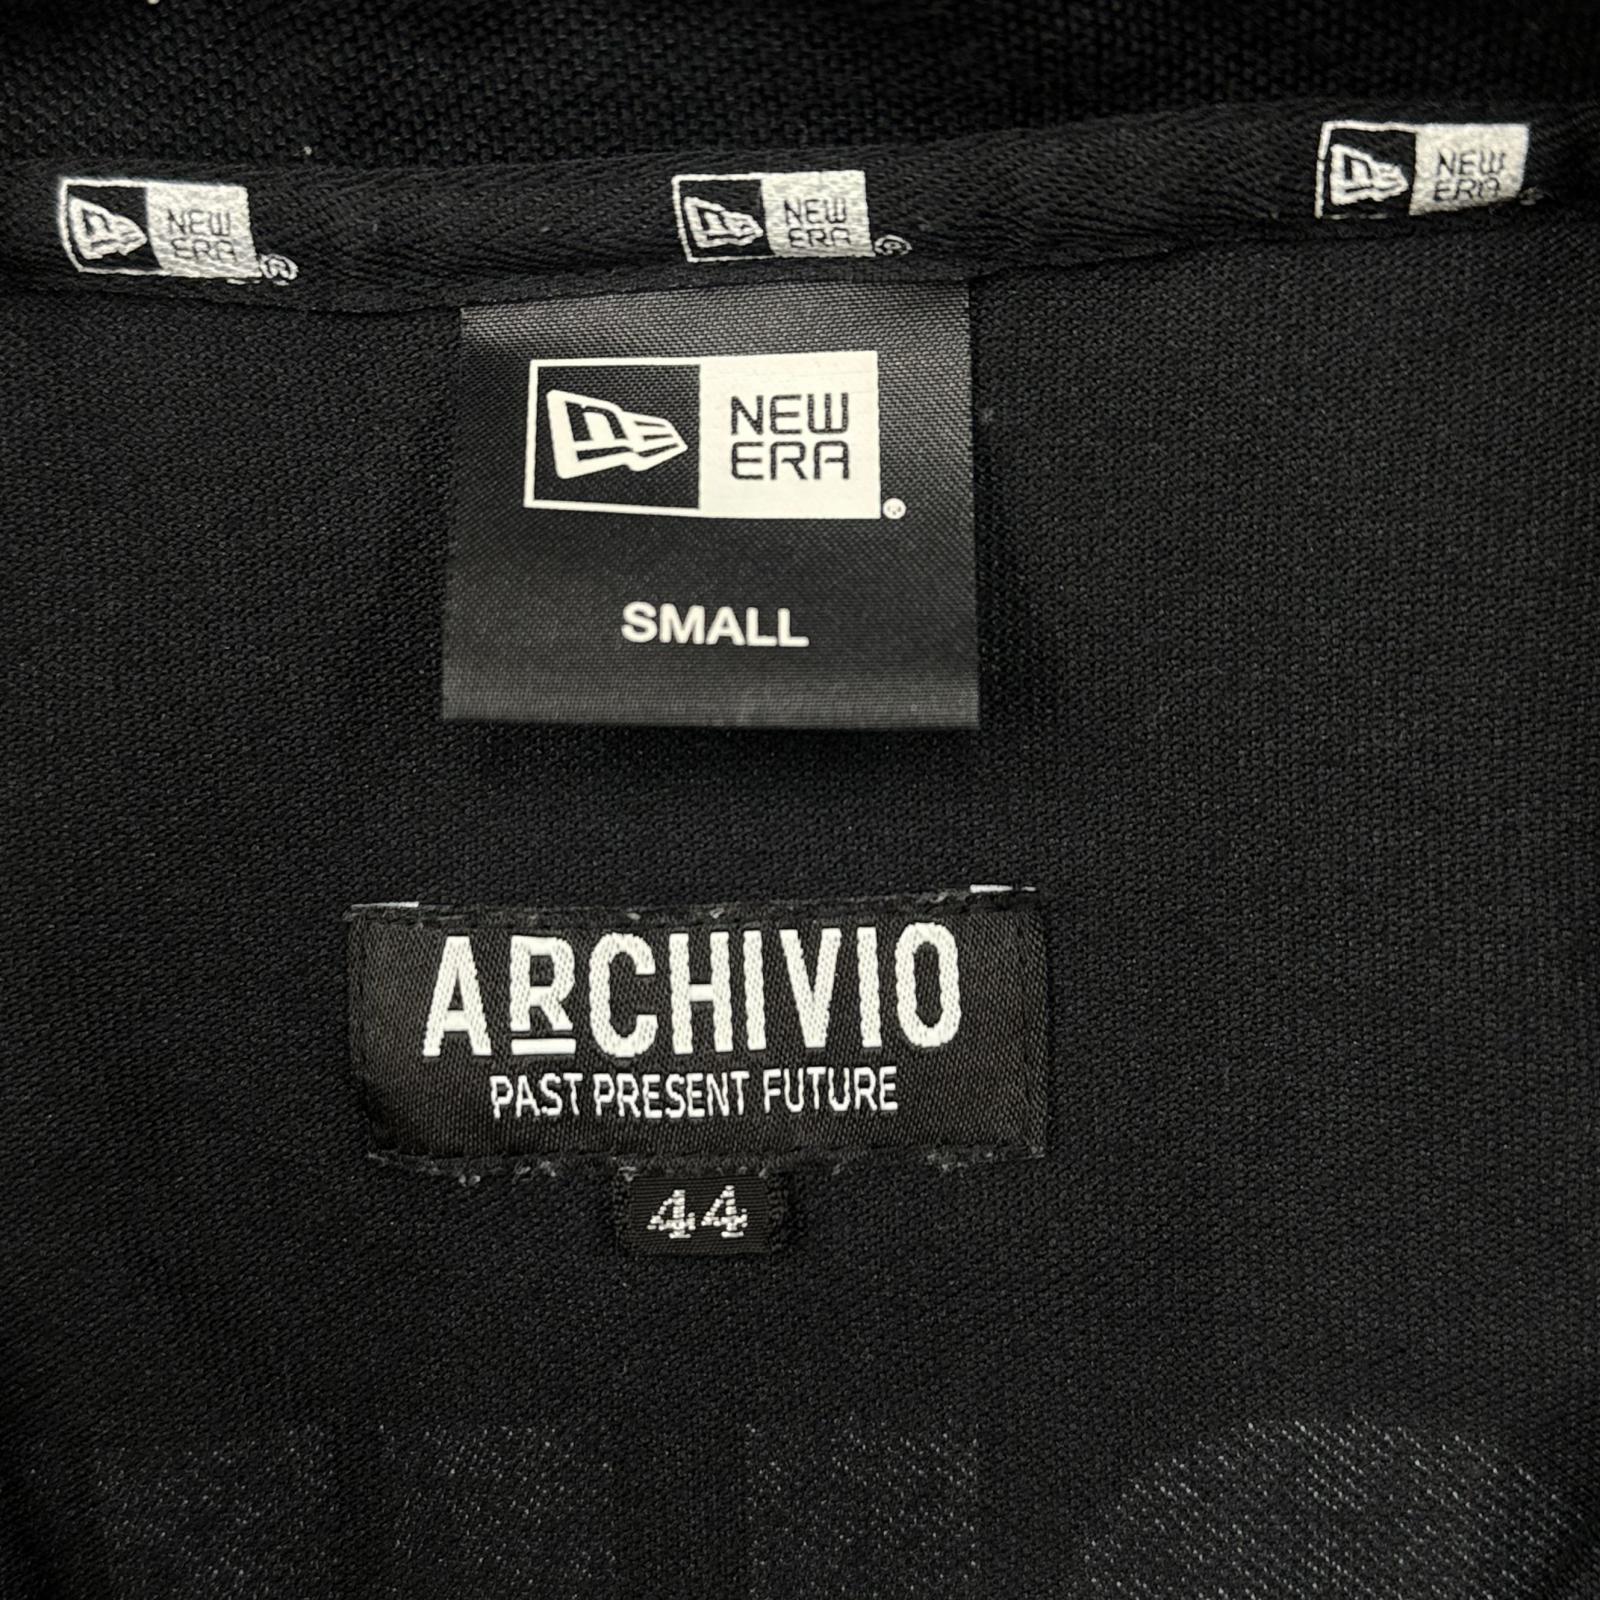 NEW
ERA®
NEW
ERA®
NEW
ERA
NEW
ERA®
SMALL
ARCHIVIO
PAST PRESENT FUTURE
44